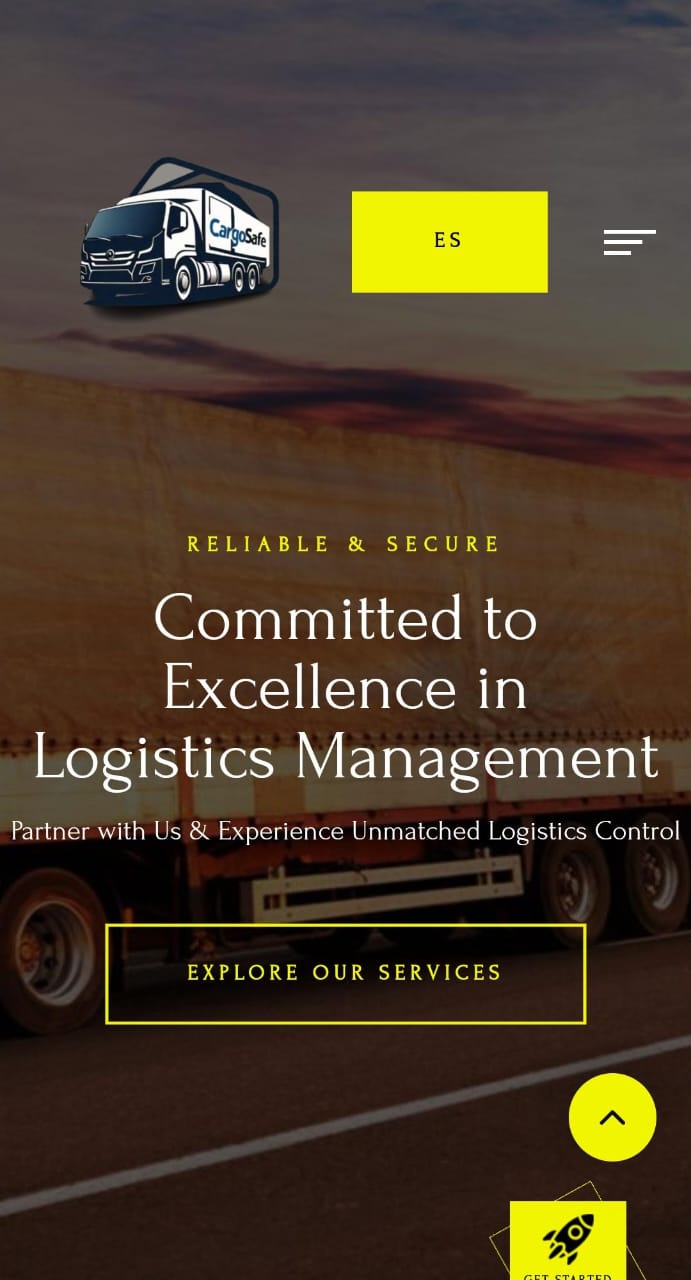 CargoSafe
ES
RELIABLE & SECURE
Committed to
Excellence in
Logistics Management
Partner with Us & Experience Unmatched Logistics Control
EXPLORE OUR SERVICES
GET STARTED